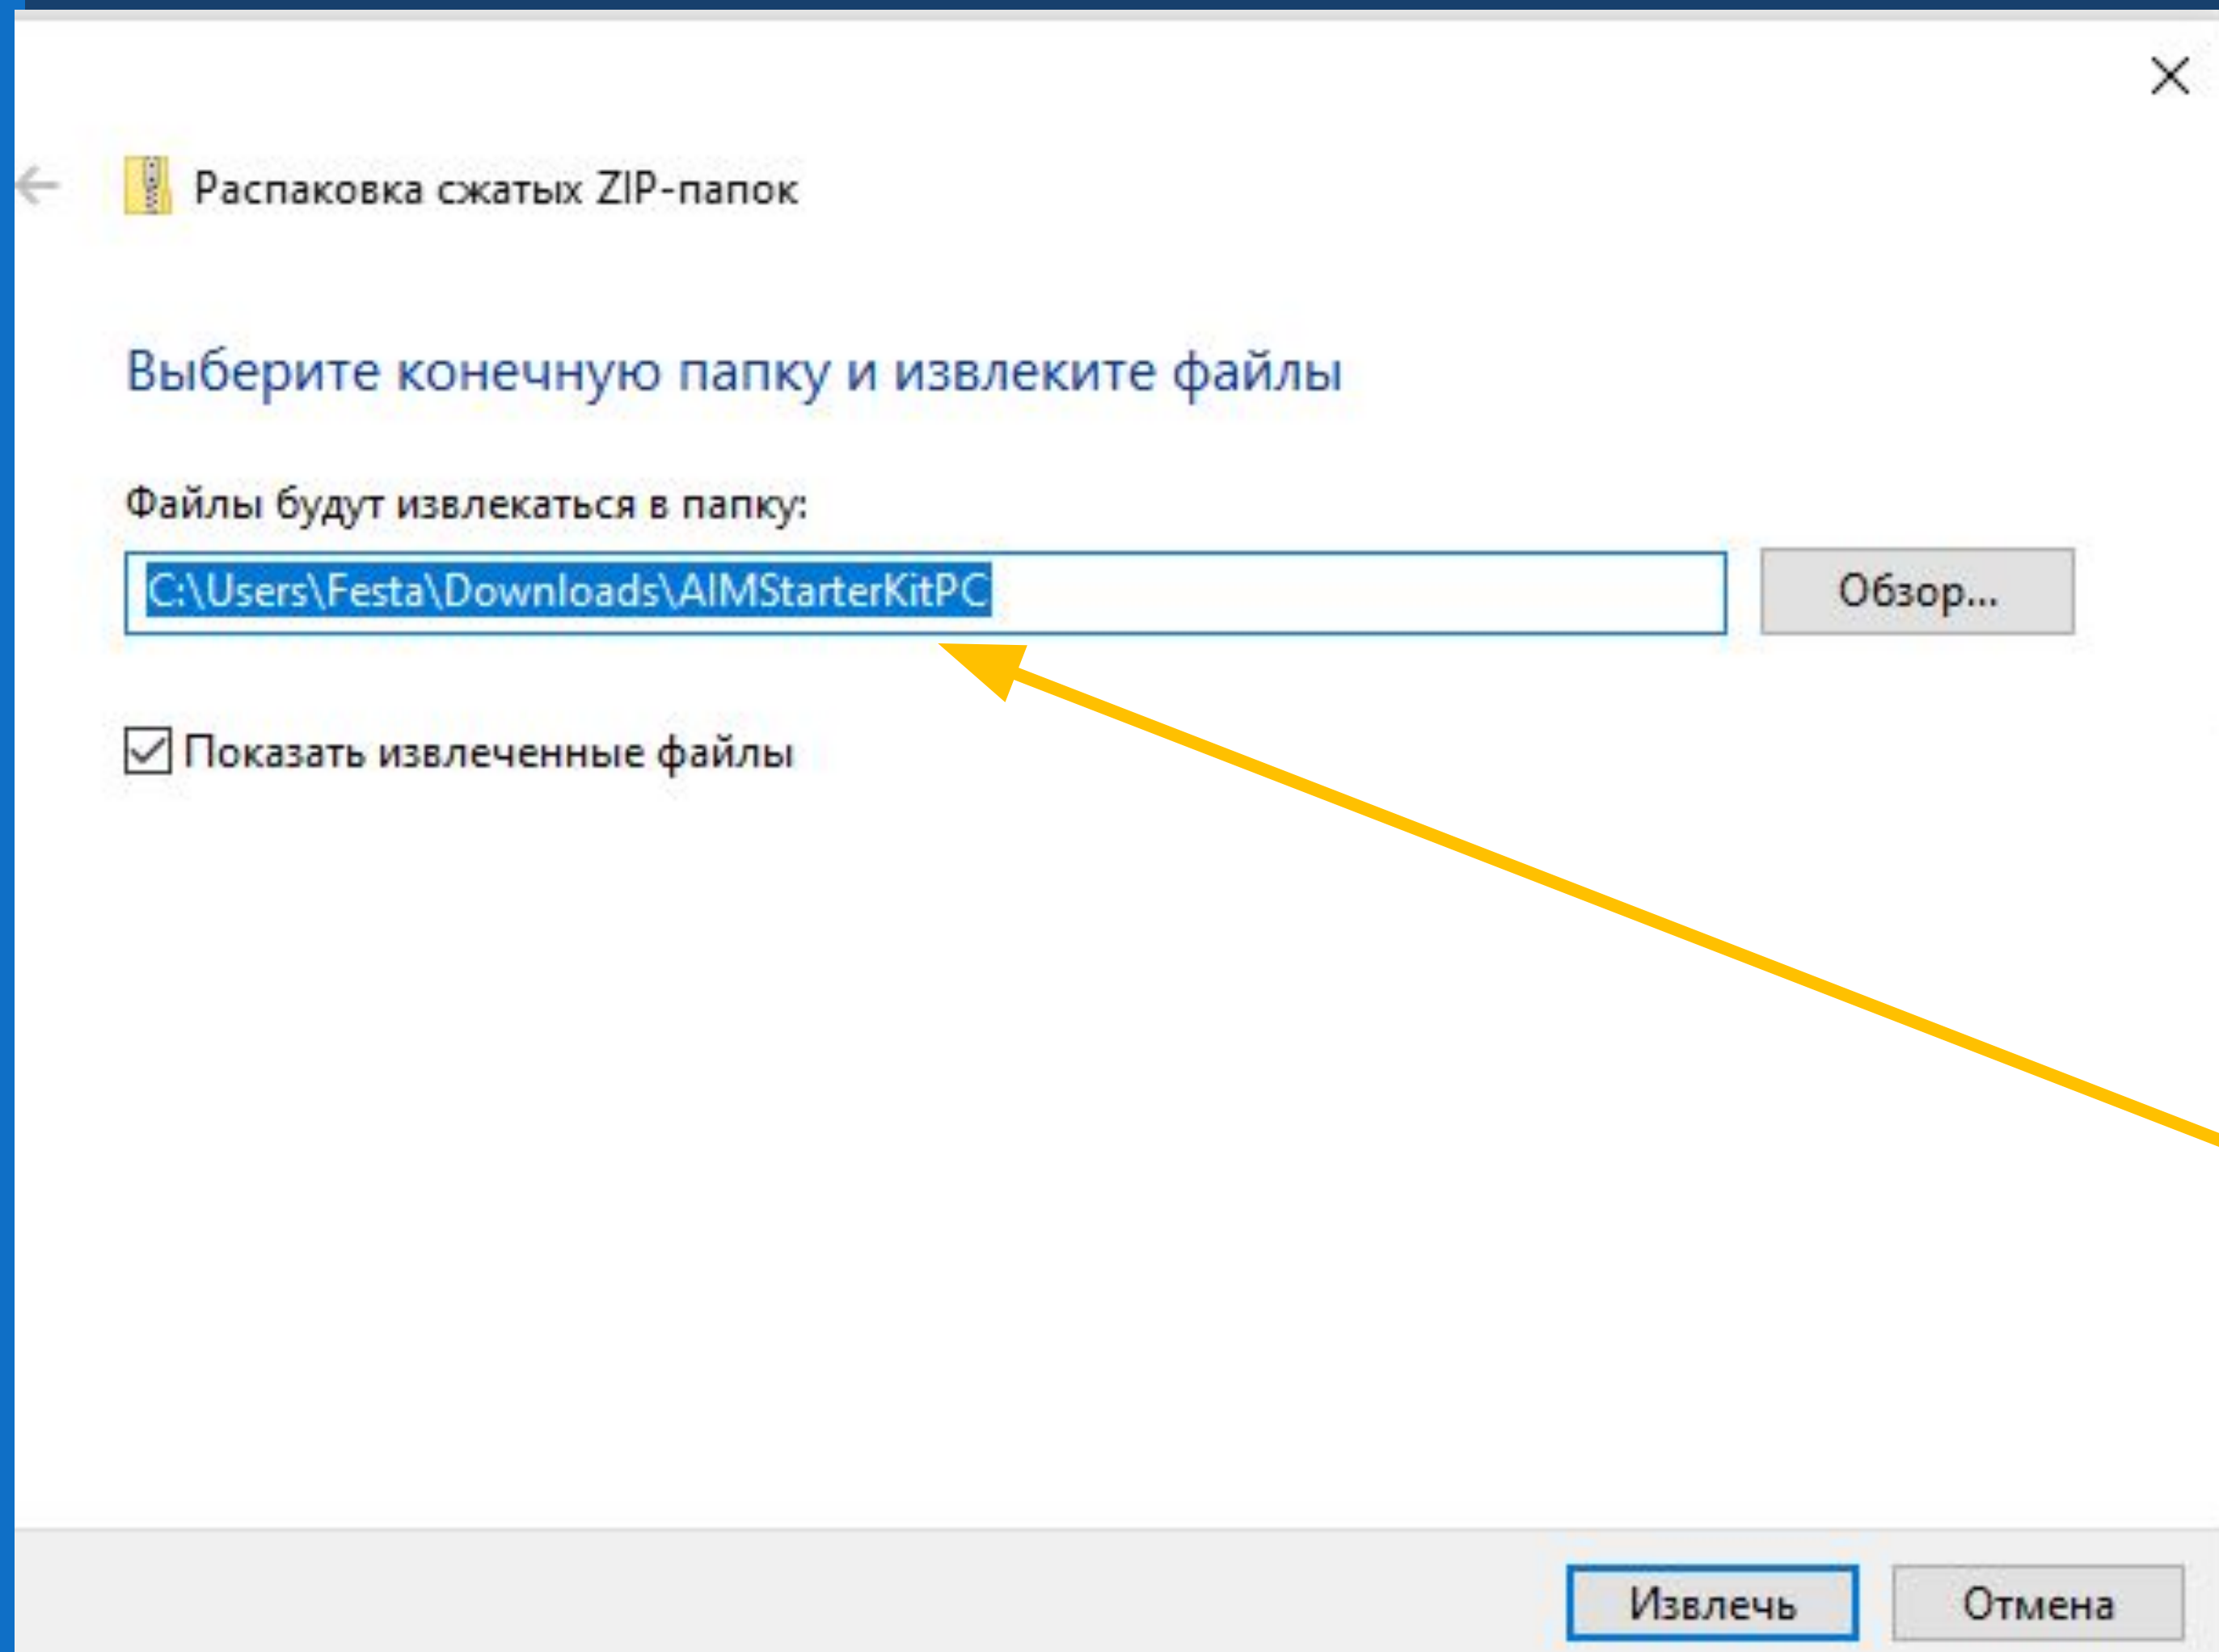 Распаковка сжатых ZIP-папок
Выберите конечную папку и извлеките файлы
Файлы будут извлекаться в папку:
C:\Users\Festa\Downloads\AIMStarterKitPC
Обзор...
Показать извлеченные файлы
Извлечь
Отмена